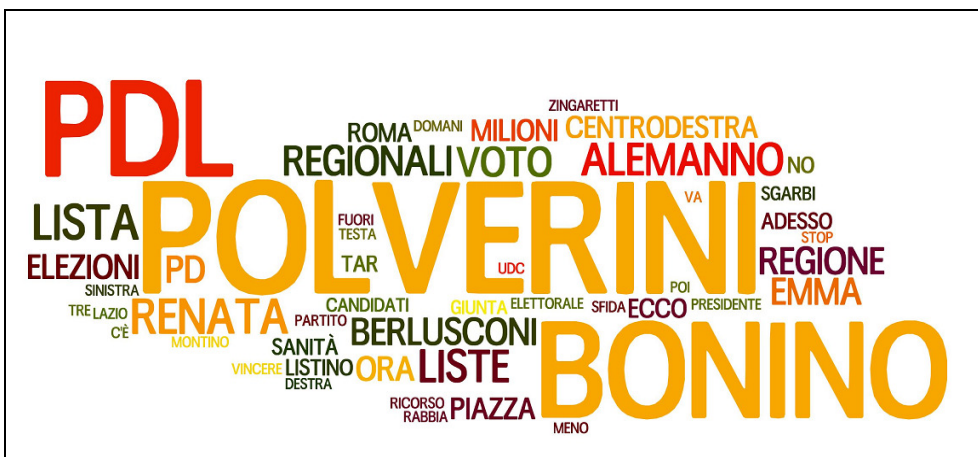 ZINGARETTI
PDL
ROMA DOMANI MILIONI CENTRODESTRA
REGIONALI VOTO ALEMANNO NO
POLVERINI
VA SGARBI
LISTA FUORI ADESSO
TESTA STOP
ELEZIONI PD TAR UDC REGIONE
SINISTRA POI EMMA
TRE LAZIO RENATA CANDIDATI GIUNTA ELETTORALE SFIDA ECCO PRESIDENTE
C'È PARTITO BERLUSCONI
MONTINO SANITÀ BONINO
VINCERE LISTINO ORA LISTE
DESTRA
RICORSO PIAZZA
RABBIA
MENO